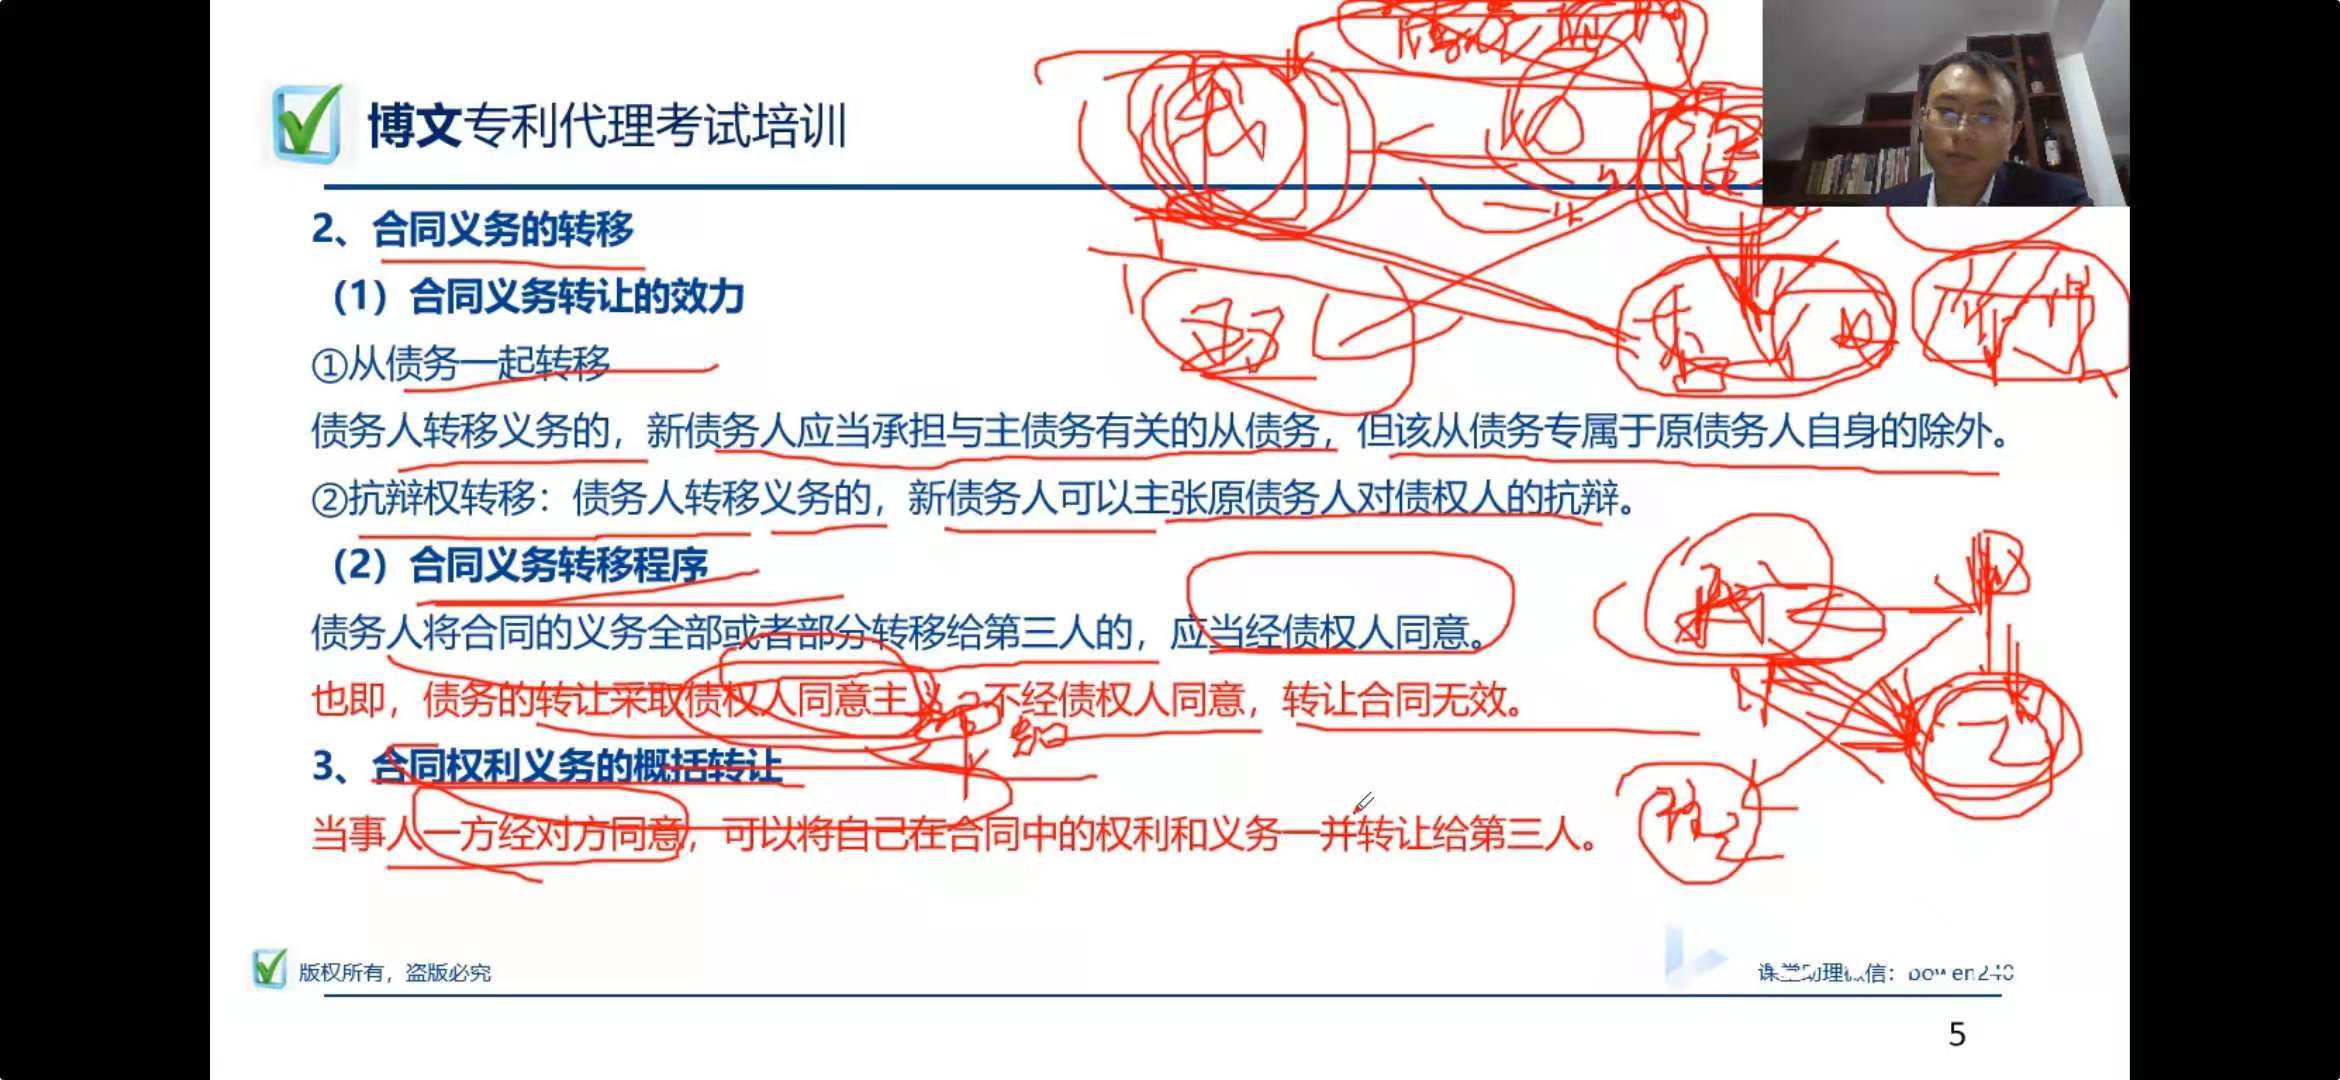 博文专利代理考试培训
2、合同义务的转移
（1）合同义务转让的效力
①从债务一起转移
债务人转移义务的，新债务人应当承担与主债务有关的从债务，但该从债务专属于原债务人自身的除外。
②抗辩权转移：债务人转移义务的，新债务人可以主张原债务人对债权人的抗辩。
（2）合同义务转移程序
债务人将合同的义务全部或者部分转移给第三人的，应当经债权人同意。
也即，债务的转让采取债权人同意主义。不经债权人同意，转让合同无效。
3、合同权利义务的概括转让
当事人一方经对方同意，可以将自己在合同中的权利和义务一并转让给第三人。
版权所有，盗版必究
课堂助理微信：bowen240
5